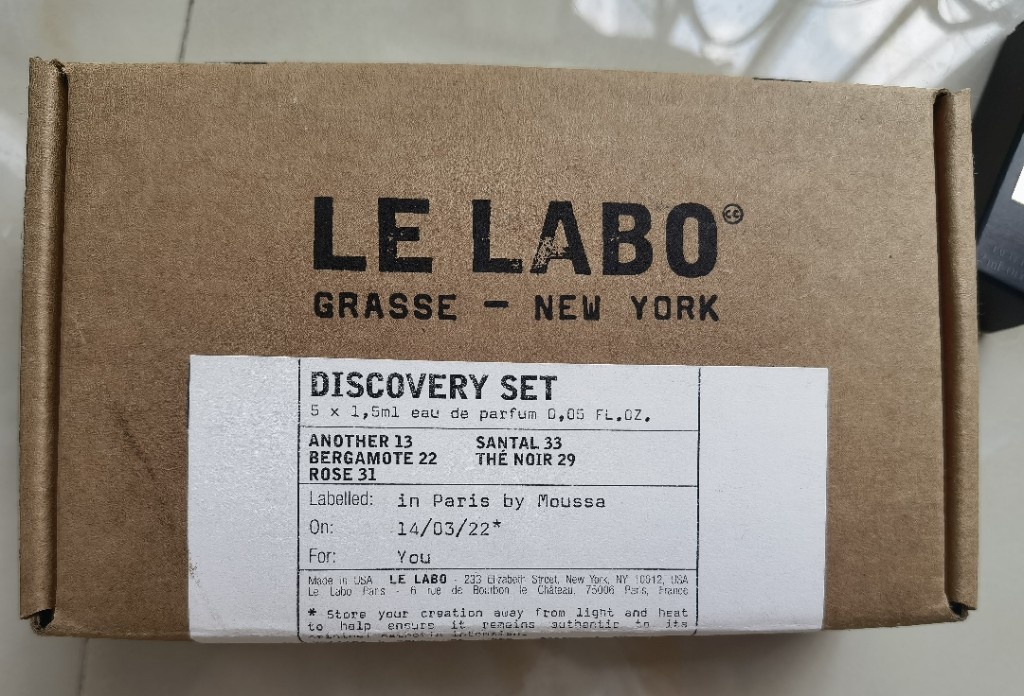 LE LABO
GRASSE — NEW YORK
DISCOVERY SET
5 x 1,5ml eau de parfum 0,05 FL.OZ.
ANOTHER 13 SANTAL 33
BERGAMOTE 22 THÉ NOIR 29
ROSE 31
Labelled: in Paris by Moussa
On: 14/03/22*
For: You
Made in USA LE LABO - 233 Elizabeth Street, New York, NY 10012, USA
Le Labo Paris - 6 rue de Bourbon le Château, 75006 Paris, France
* Store your creation away from light and heat
to help ensure it remains authentic to its